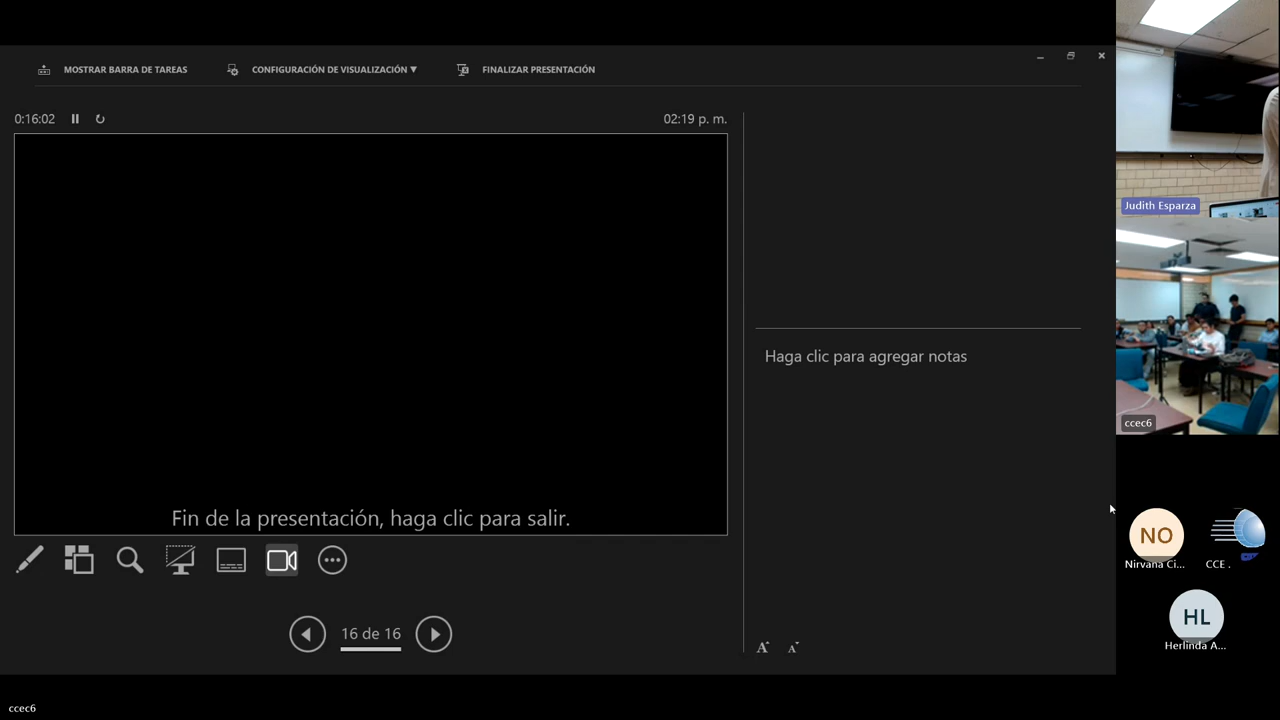 MOSTRAR BARRA DE TAREAS
CONFIGURACIÓN DE VISUALIZACIÓN ▼
FINALIZAR PRESENTACIÓN
0:16:02
02:19 p. m.
Fin de la presentación, haga clic para salir.
16 de 16
Haga clic para agregar notas
Judith Esparza
ccec6
NO
Nirvana Ci...
CCE .
HL
Herlinda A...
ccec6